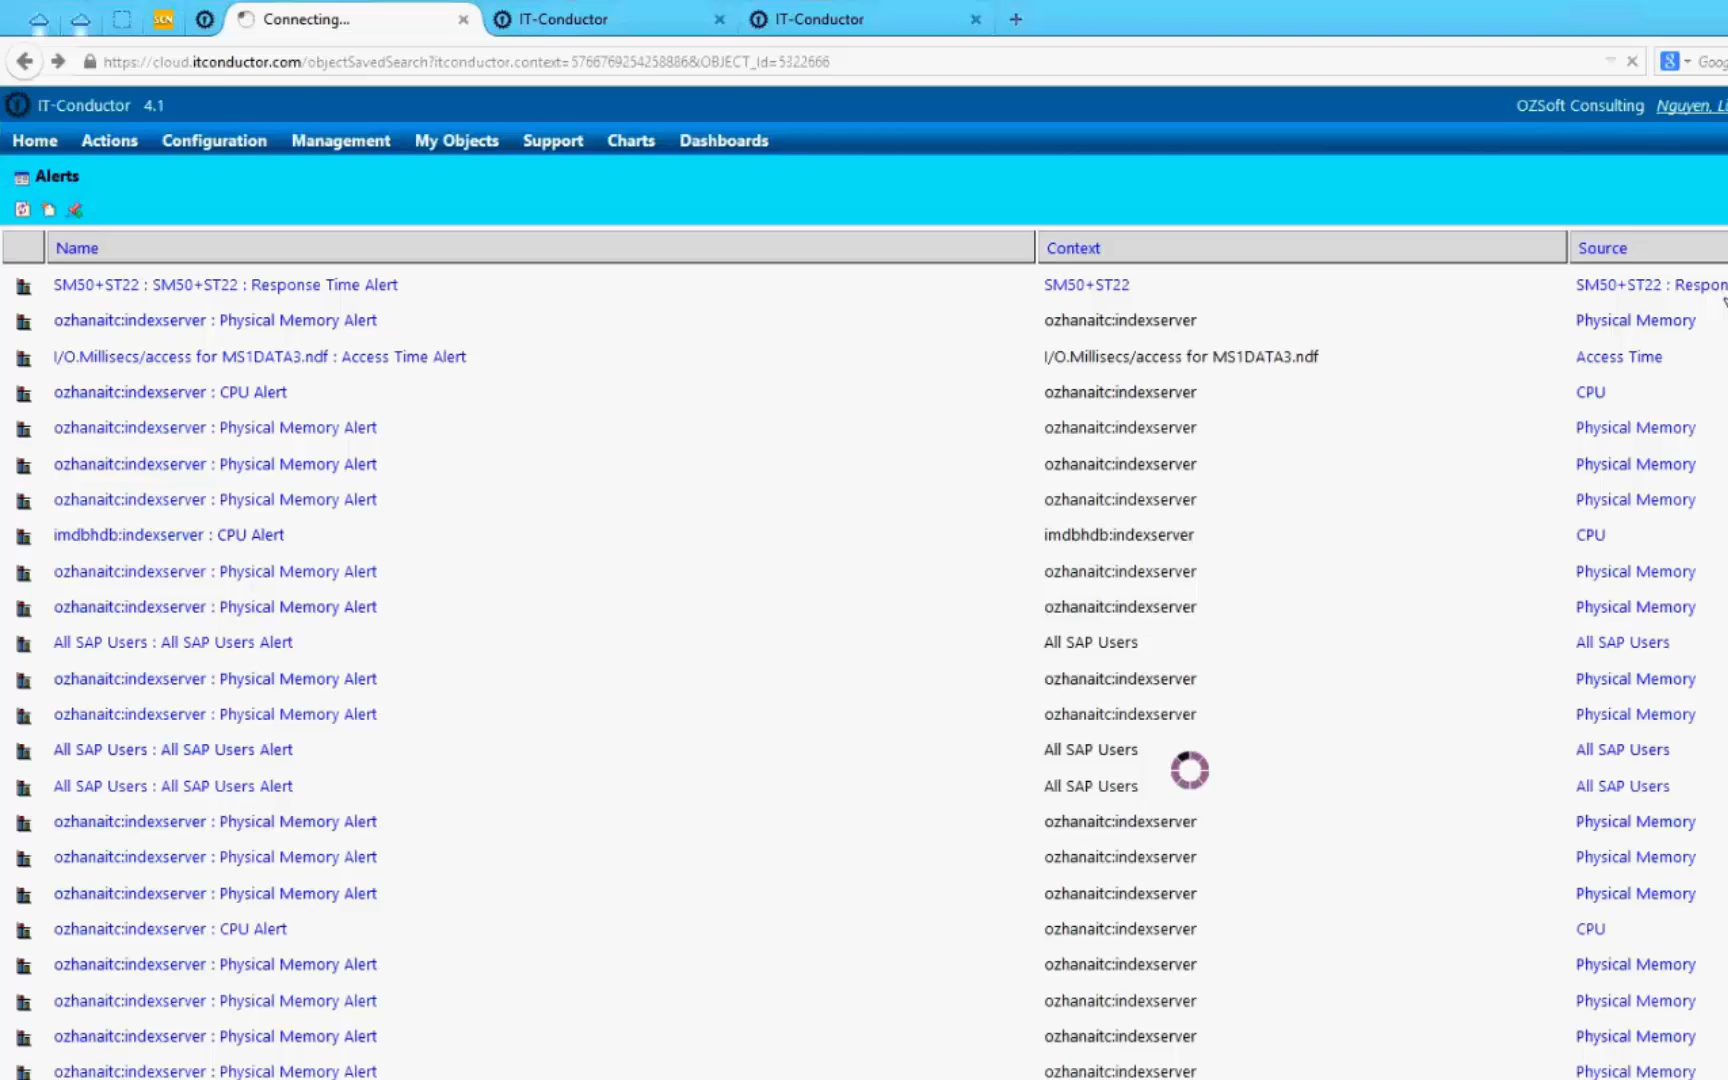 SCN
Connecting...
IT-Conductor
IT-Conductor
https://cloud.itconductor.com/objectSavedSearch?itconductor.context=5766769254258886&OBJECT_Id=5322666
Goog
IT-Conductor 4.1
OZSoft Consulting Nguyen, Li
Home Actions Configuration Management My Objects Support Charts Dashboards
Alerts
Name Context Source
SM50+ST22 : SM50+ST22 : Response Time Alert SM50+ST22 SM50+ST22 : Respon
ozhanaitc:indexserver : Physical Memory Alert ozhanaitc:indexserver Physical Memory
I/O.Millisecs/access for MS1DATA3.ndf : Access Time Alert I/O.Millisecs/access for MS1DATA3.ndf Access Time
ozhanaitc:indexserver : CPU Alert ozhanaitc:indexserver CPU
ozhanaitc:indexserver : Physical Memory Alert ozhanaitc:indexserver Physical Memory
ozhanaitc:indexserver : Physical Memory Alert ozhanaitc:indexserver Physical Memory
ozhanaitc:indexserver : Physical Memory Alert ozhanaitc:indexserver Physical Memory
imdbhdb:indexserver : CPU Alert imdbhdb:indexserver CPU
ozhanaitc:indexserver : Physical Memory Alert ozhanaitc:indexserver Physical Memory
ozhanaitc:indexserver : Physical Memory Alert ozhanaitc:indexserver Physical Memory
All SAP Users : All SAP Users Alert All SAP Users All SAP Users
ozhanaitc:indexserver : Physical Memory Alert ozhanaitc:indexserver Physical Memory
ozhanaitc:indexserver : Physical Memory Alert ozhanaitc:indexserver Physical Memory
All SAP Users : All SAP Users Alert All SAP Users All SAP Users
All SAP Users : All SAP Users Alert All SAP Users All SAP Users
ozhanaitc:indexserver : Physical Memory Alert ozhanaitc:indexserver Physical Memory
ozhanaitc:indexserver : Physical Memory Alert ozhanaitc:indexserver Physical Memory
ozhanaitc:indexserver : Physical Memory Alert ozhanaitc:indexserver Physical Memory
ozhanaitc:indexserver : CPU Alert ozhanaitc:indexserver CPU
ozhanaitc:indexserver : Physical Memory Alert ozhanaitc:indexserver Physical Memory
ozhanaitc:indexserver : Physical Memory Alert ozhanaitc:indexserver Physical Memory
ozhanaitc:indexserver : Physical Memory Alert ozhanaitc:indexserver Physical Memory
ozhanaitc:indexserver : Physical Memory Alert ozhanaitc:indexserver Physical Memory